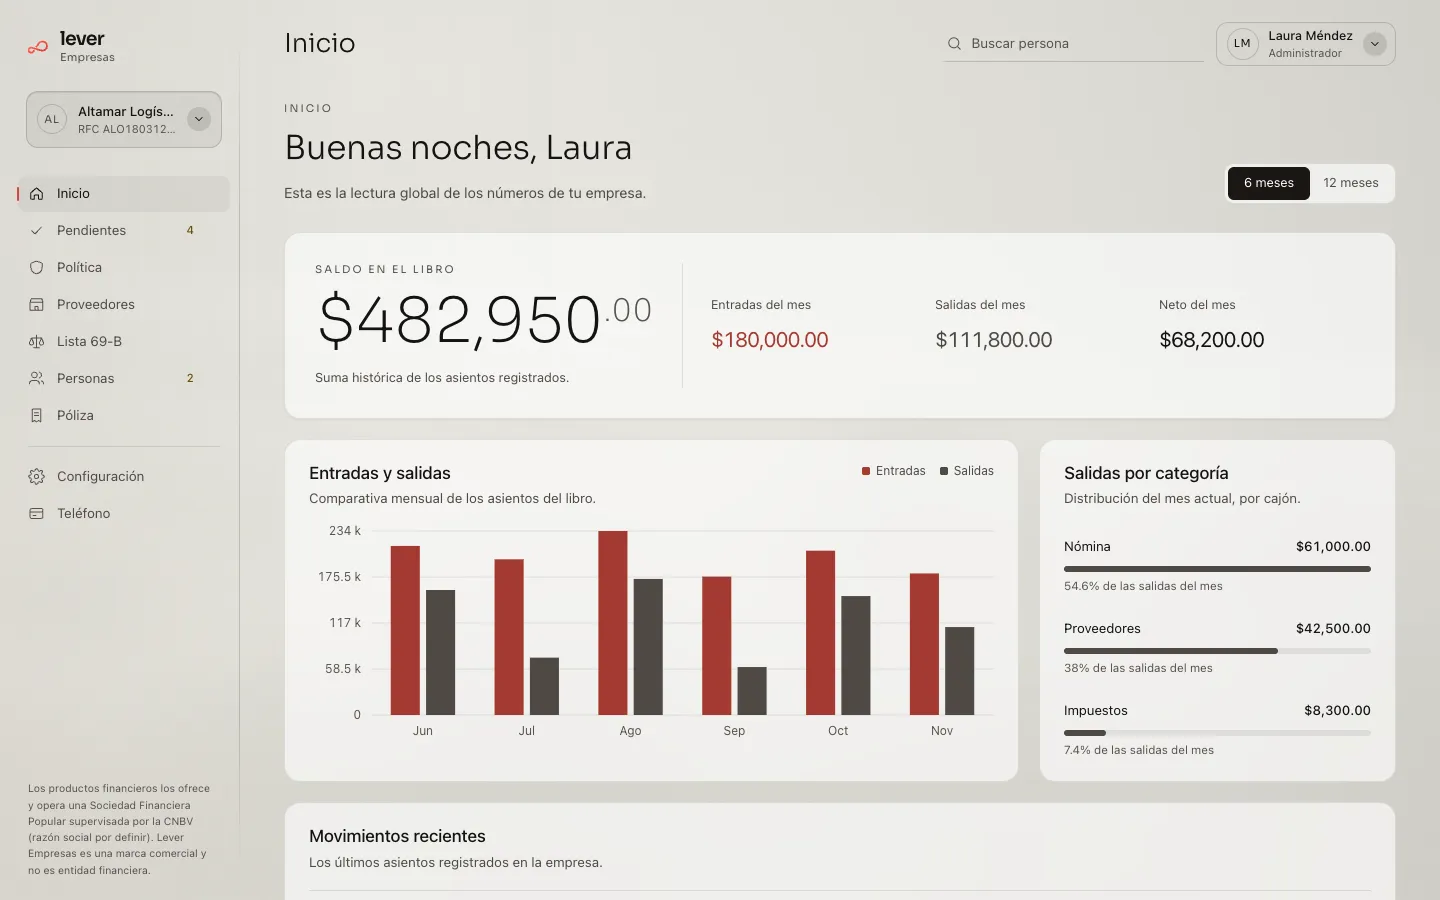 lever
Empresas
AL
Altamar Logís...
RFC ALO180312...
Inicio
Pendientes 4
Política
Proveedores
Lista 69-B
Personas 2
Póliza
Configuración
Teléfono
Los productos financieros los ofrece
y opera una Sociedad Financiera
Popular supervisada por la CNBV
(razón social por definir). Lever
Empresas es una marca comercial y
no es entidad financiera.
Inicio
Buscar persona
LM
Laura Méndez
Administrador
INICIO
Buenas noches, Laura
Esta es la lectura global de los números de tu empresa.
6 meses 12 meses
SALDO EN EL LIBRO
$482,950.00
Suma histórica de los asientos registrados.
Entradas del mes
$180,000.00
Salidas del mes
$111,800.00
Neto del mes
$68,200.00
Entradas y salidas
Comparativa mensual de los asientos del libro.
Entradas Salidas
234 k
175.5 k
117 k
58.5 k
0
Jun Jul Ago Sep Oct Nov
Salidas por categoría
Distribución del mes actual, por cajón.
Nómina $61,000.00
54.6% de las salidas del mes
Proveedores $42,500.00
38% de las salidas del mes
Impuestos $8,300.00
7.4% de las salidas del mes
Movimientos recientes
Los últimos asientos registrados en la empresa.